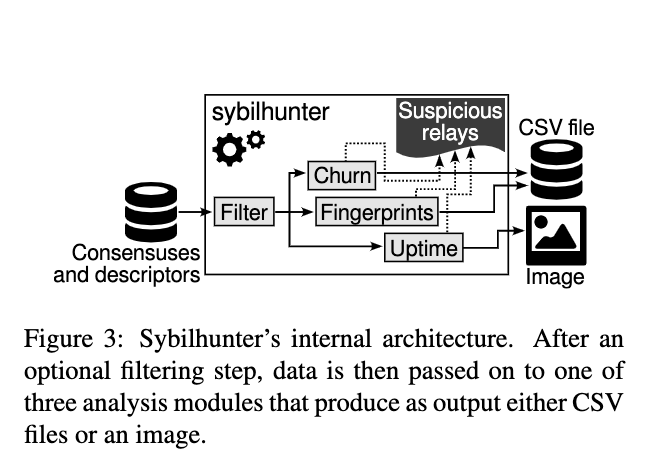 sybilhunter
Suspicious
relays
CSV file
Churn
Filter
Fingerprints
Uptime
Consensuses
and descriptors
Image
Figure 3: Sybilhunter’s internal architecture. After an
optional filtering step, data is then passed on to one of
three analysis modules that produce as output either CSV
files or an image.